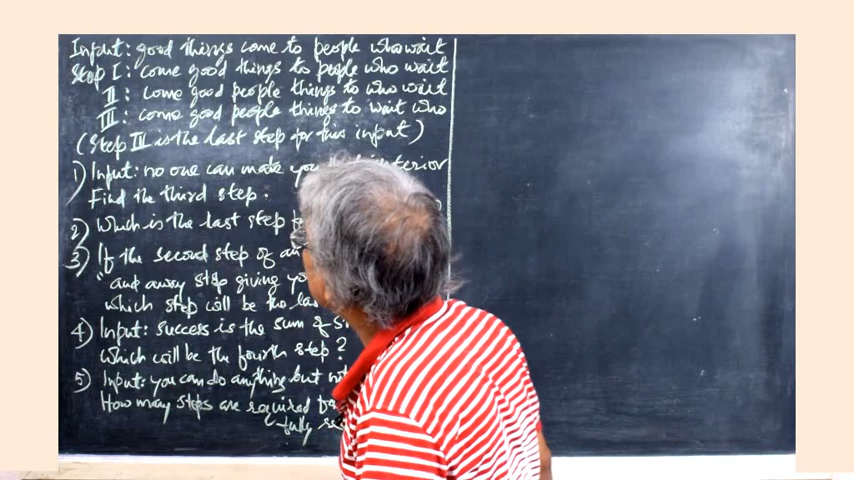 Input: good things come to people who wait
Step I: come good things to people who wait
II: come good people things to who wait
III: come good people things to wait who
(Step III is the last step for this input)
1) Input: no one can make you
Find the third step.
2) Which is the last step
3) If the second step of an
"and away stop giving
which step will be the
4) Input: success is the sum of
Which will be the fourth step?
5) Input: you can do anything but
How many steps are required
(fully